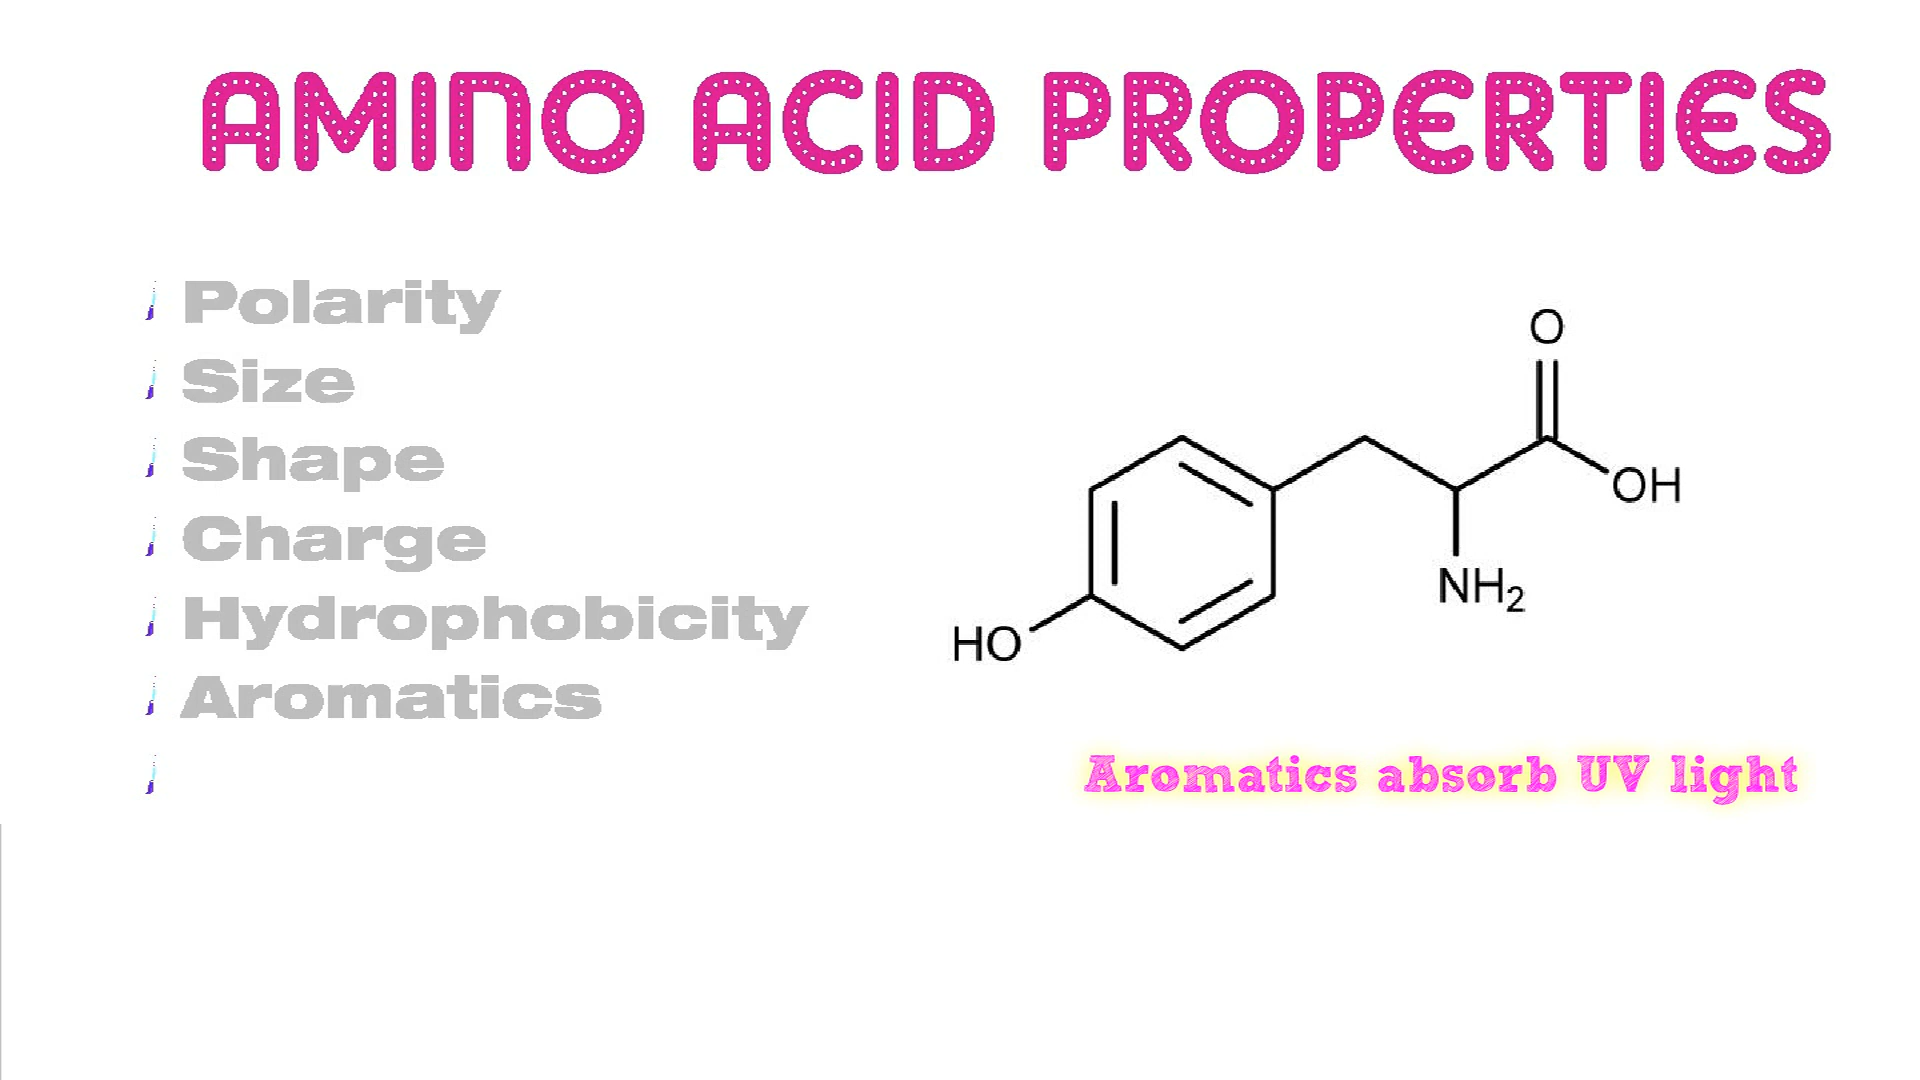 AMINO ACID PROPERTIES
Polarity
Size
Shape
Charge
Hydrophobicity
Aromatics
O
OH
NH2
HO
Aromatics absorb UV light